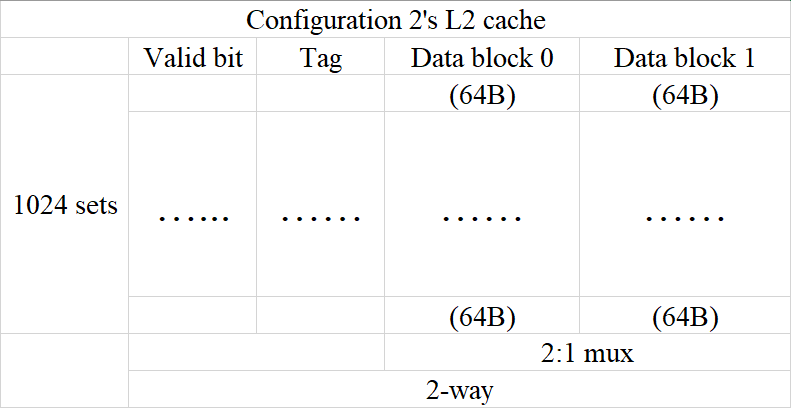 Configuration 2's L2 cache
Valid bit Tag Data block 0 Data block 1
(64B) (64B)
1024 sets
...... ...... ...... ......
(64B) (64B)
2:1 mux
2-way